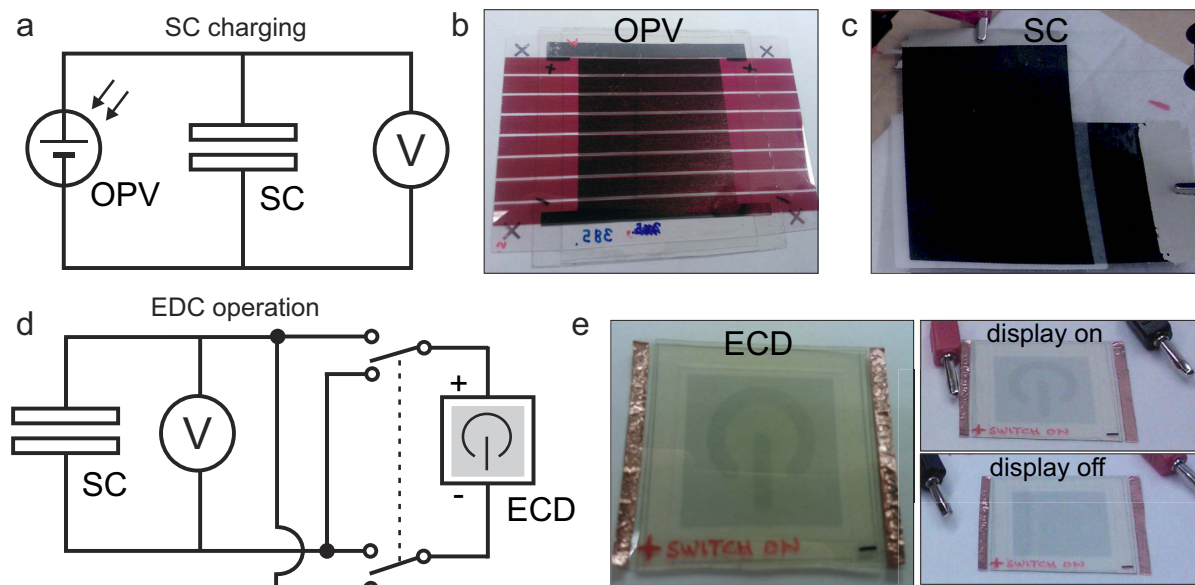 a
SC charging
OPV
SC
V
b
OPV
385.
c
SC
d
EDC operation
SC
V
+
-
ECD
e
ECD
+ SWITCH ON -
display on
+ SWITCH ON -
display off
+ SWITCH ON -